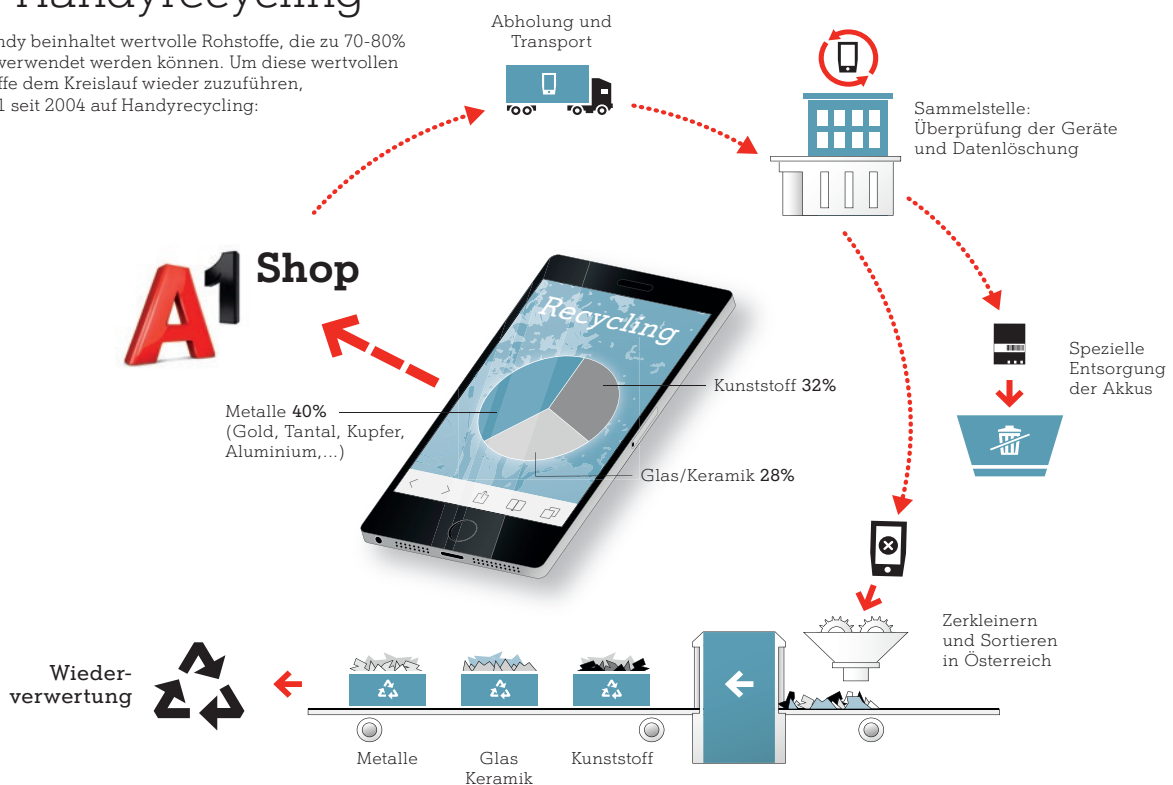 Handyrecycling
ndy beinhaltet wertvolle Rohstoffe, die zu 70-80%
verwendet werden können. Um diese wertvollen
ffe dem Kreislauf wieder zuzuführen,
1 seit 2004 auf Handyrecycling:
Abholung und
Transport
Sammelstelle:
Überprüfung der Geräte
und Datenlöschung
A1 Shop
Recycling
Kunststoff 32%
Metalle 40%
(Gold, Tantal, Kupfer,
Aluminium,...)
Glas/Keramik 28%
Spezielle
Entsorgung
der Akkus
Zerkleinern
und Sortieren
in Österreich
Wieder-
verwertung
Metalle
Glas
Keramik
Kunststoff